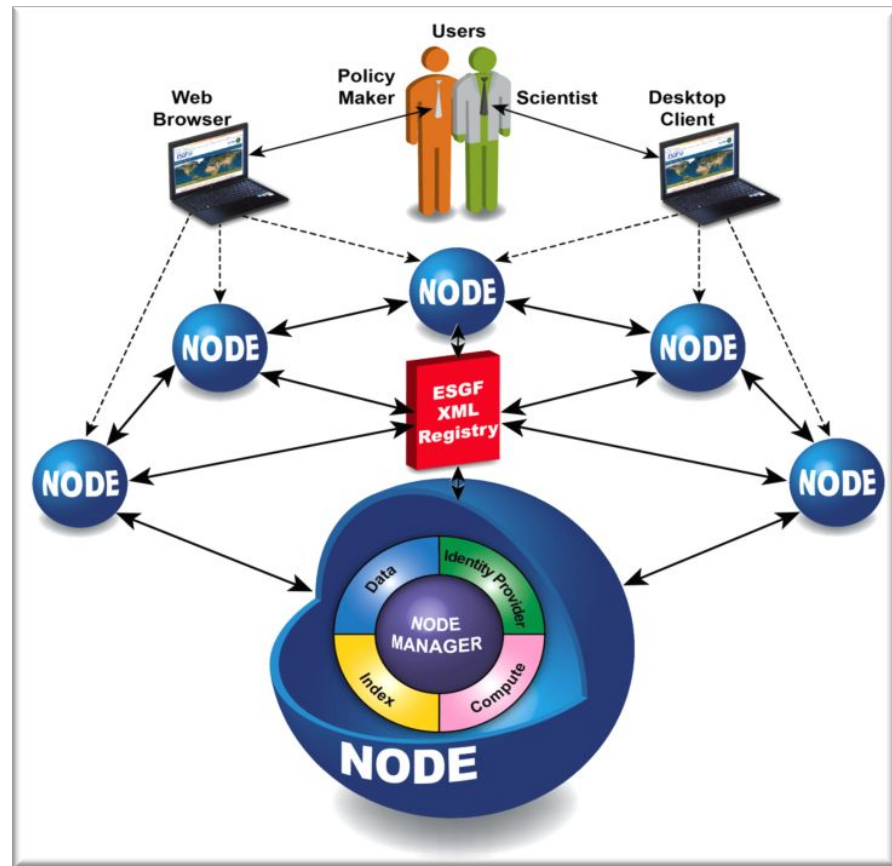 Users
Policy
Maker
Scientist
Web
Browser
Desktop
Client
NODE
NODE
NODE
ESGF
XML
Registry
NODE
NODE
Data
Identity Provider
NODE
MANAGER
Index
Compute
NODE